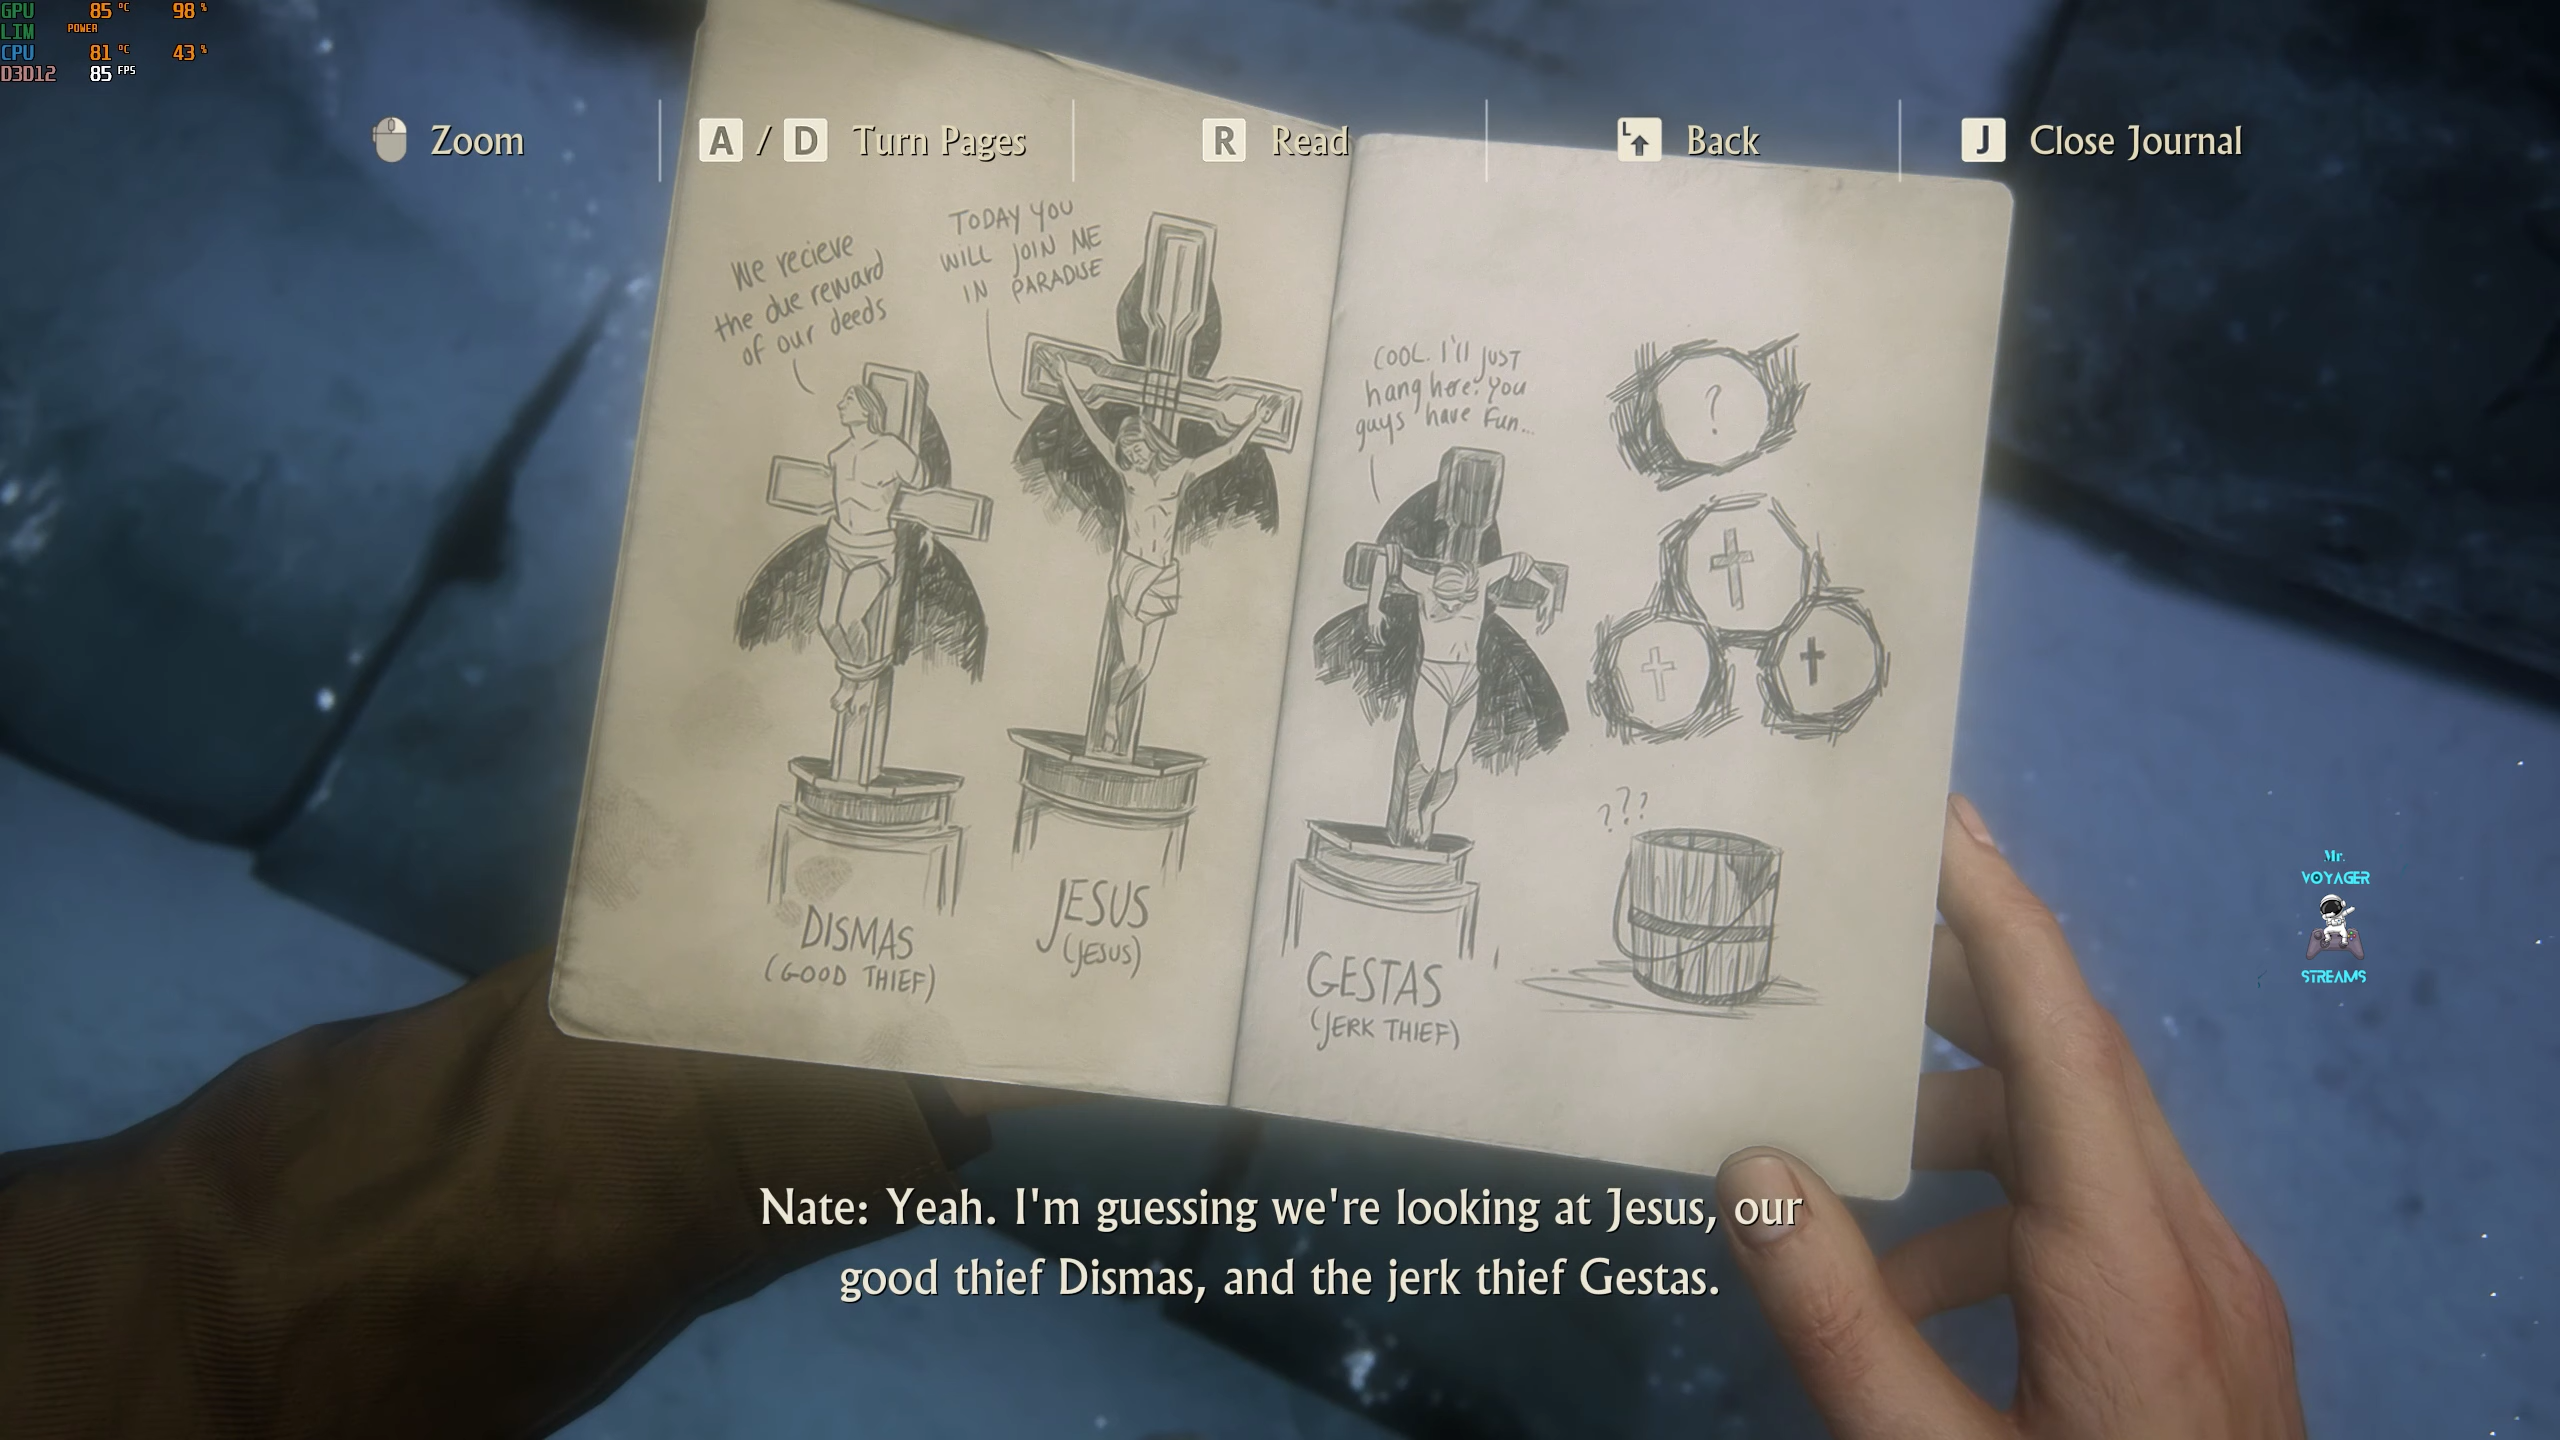 GPU 85 °C 98 %
LIM POWER
CPU 81 °C 43 %
D3D12 85 FPS
Zoom
A / D Turn Pages
R Read
L Back
J Close Journal
We recieve
the due reward
of our deeds
TODAY YOU
WILL JOIN ME
IN PARADISE
COOL. I'll JUST
hang here. You
guys have fun...
?
???
DISMAS
(GOOD THIEF)
JESUS
(JESUS)
GESTAS
(JERK THIEF)
Mr.
VOYAGER
STREAMS
Nate: Yeah. I'm guessing we're looking at Jesus, our
good thief Dismas, and the jerk thief Gestas.